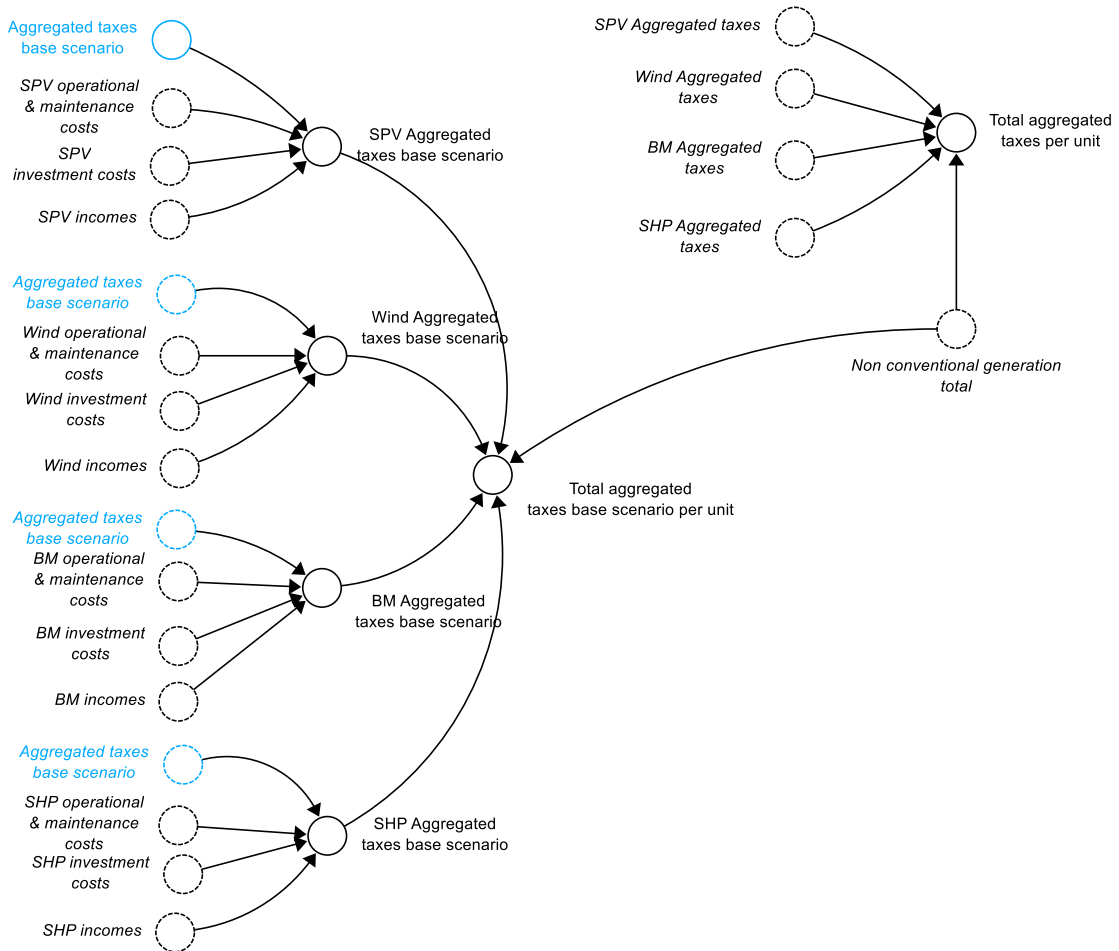 Aggregated taxes
base scenario
SPV operational
& maintenance
costs
SPV
investment costs
SPV incomes
SPV Aggregated
taxes base scenario
SPV Aggregated taxes
Wind Aggregated
taxes
BM Aggregated
taxes
SHP Aggregated
taxes
Total aggregated
taxes per unit
Non conventional generation
total
Aggregated taxes
base scenario
Wind operational
& maintenance
costs
Wind investment
costs
Wind incomes
Wind Aggregated
taxes base scenario
Total aggregated
taxes base scenario per unit
Aggregated taxes
base scenario
BM operational
& maintenance
costs
BM investment
costs
BM incomes
BM Aggregated
taxes base scenario
Aggregated taxes
base scenario
SHP operational
& maintenance
costs
SHP investment
costs
SHP incomes
SHP Aggregated
taxes base scenario